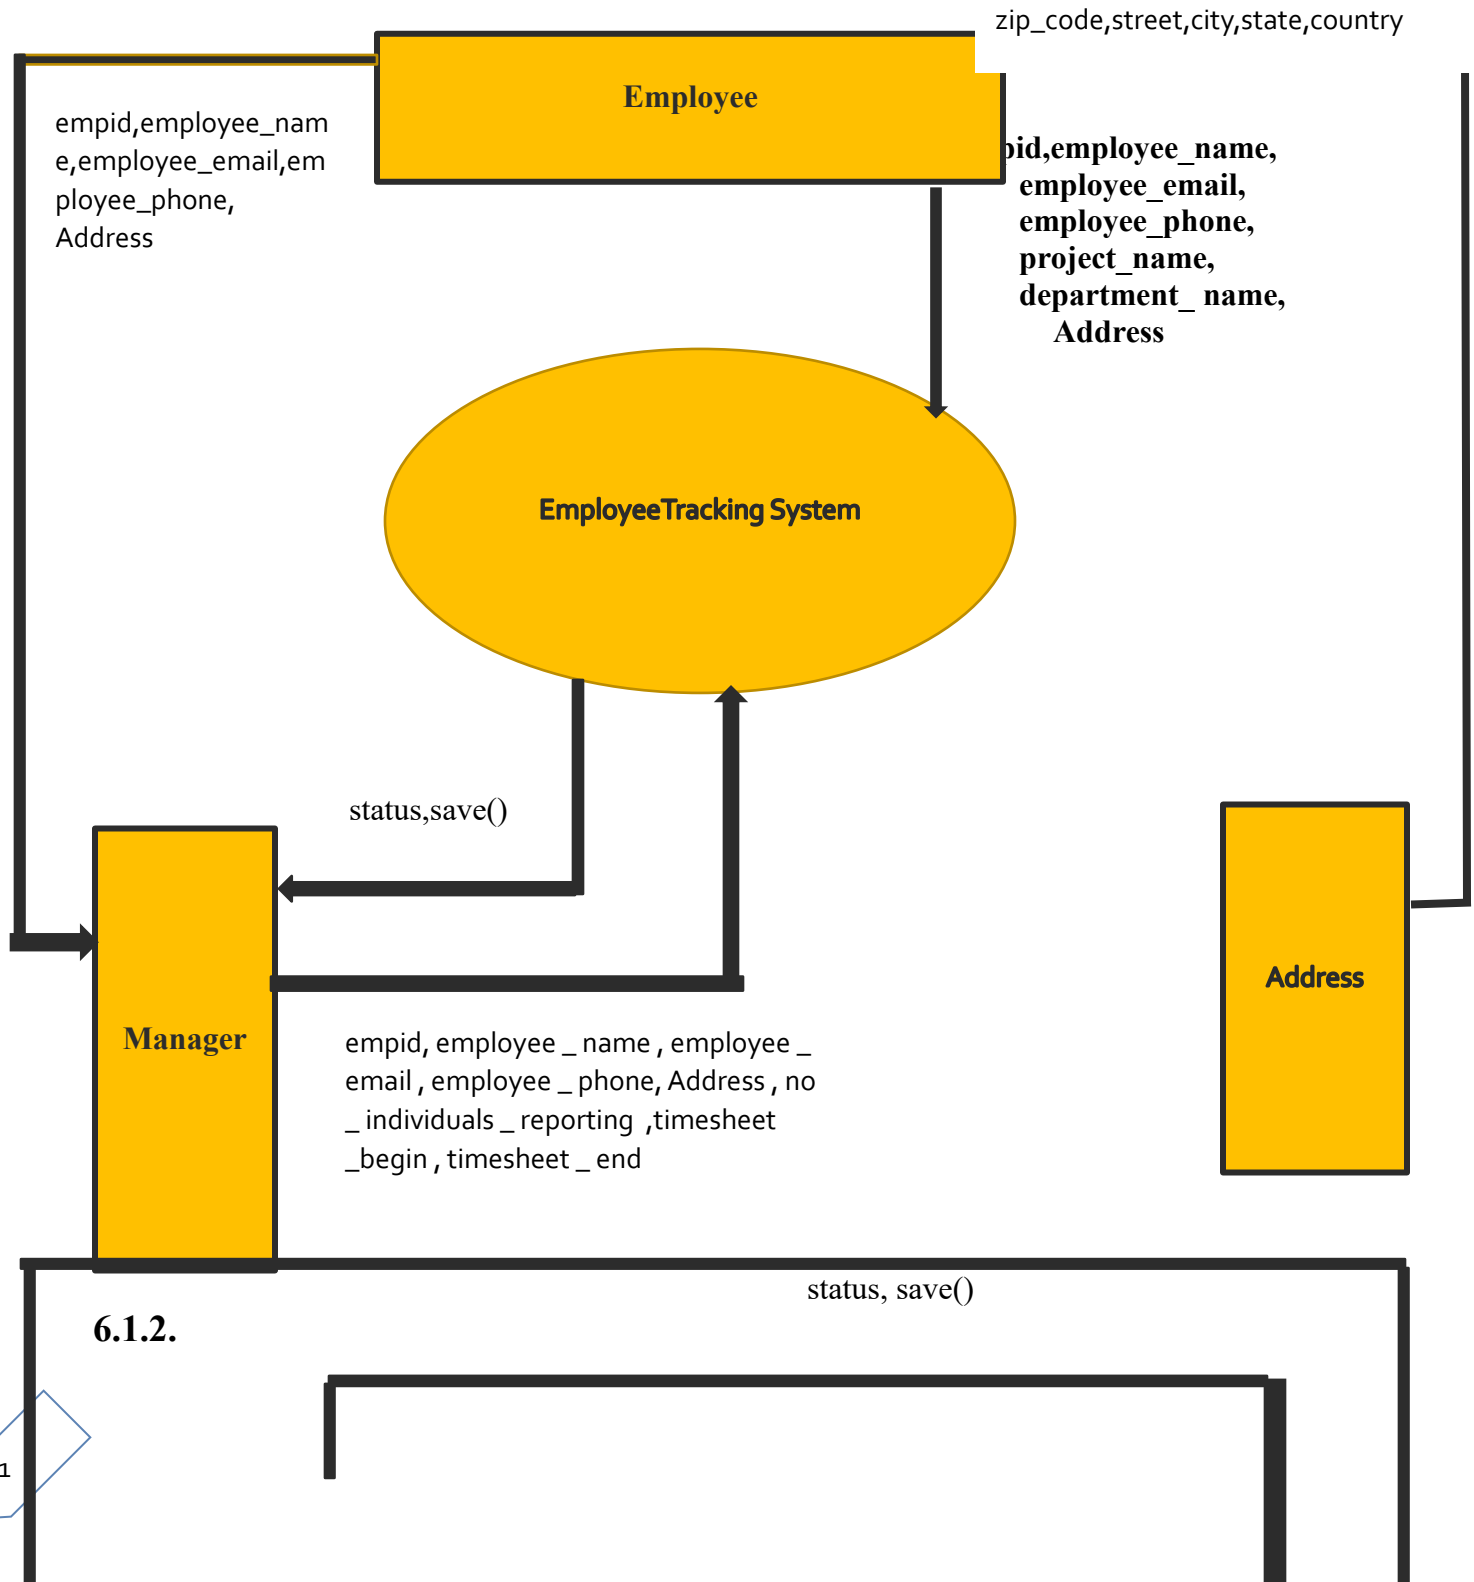 zip_code,street,city,state,country
Employee
empid,employee_nam
e,employee_email,em
ployee_phone,
Address
pid,employee_name,
employee_email,
employee_phone,
project_name,
department_ name,
Address
EmployeeTracking System
status,save()
Manager
Address
empid, employee _ name , employee _
email , employee _ phone, Address , no
_ individuals _ reporting ,timesheet
_begin , timesheet _ end
status, save()
6.1.2.
1